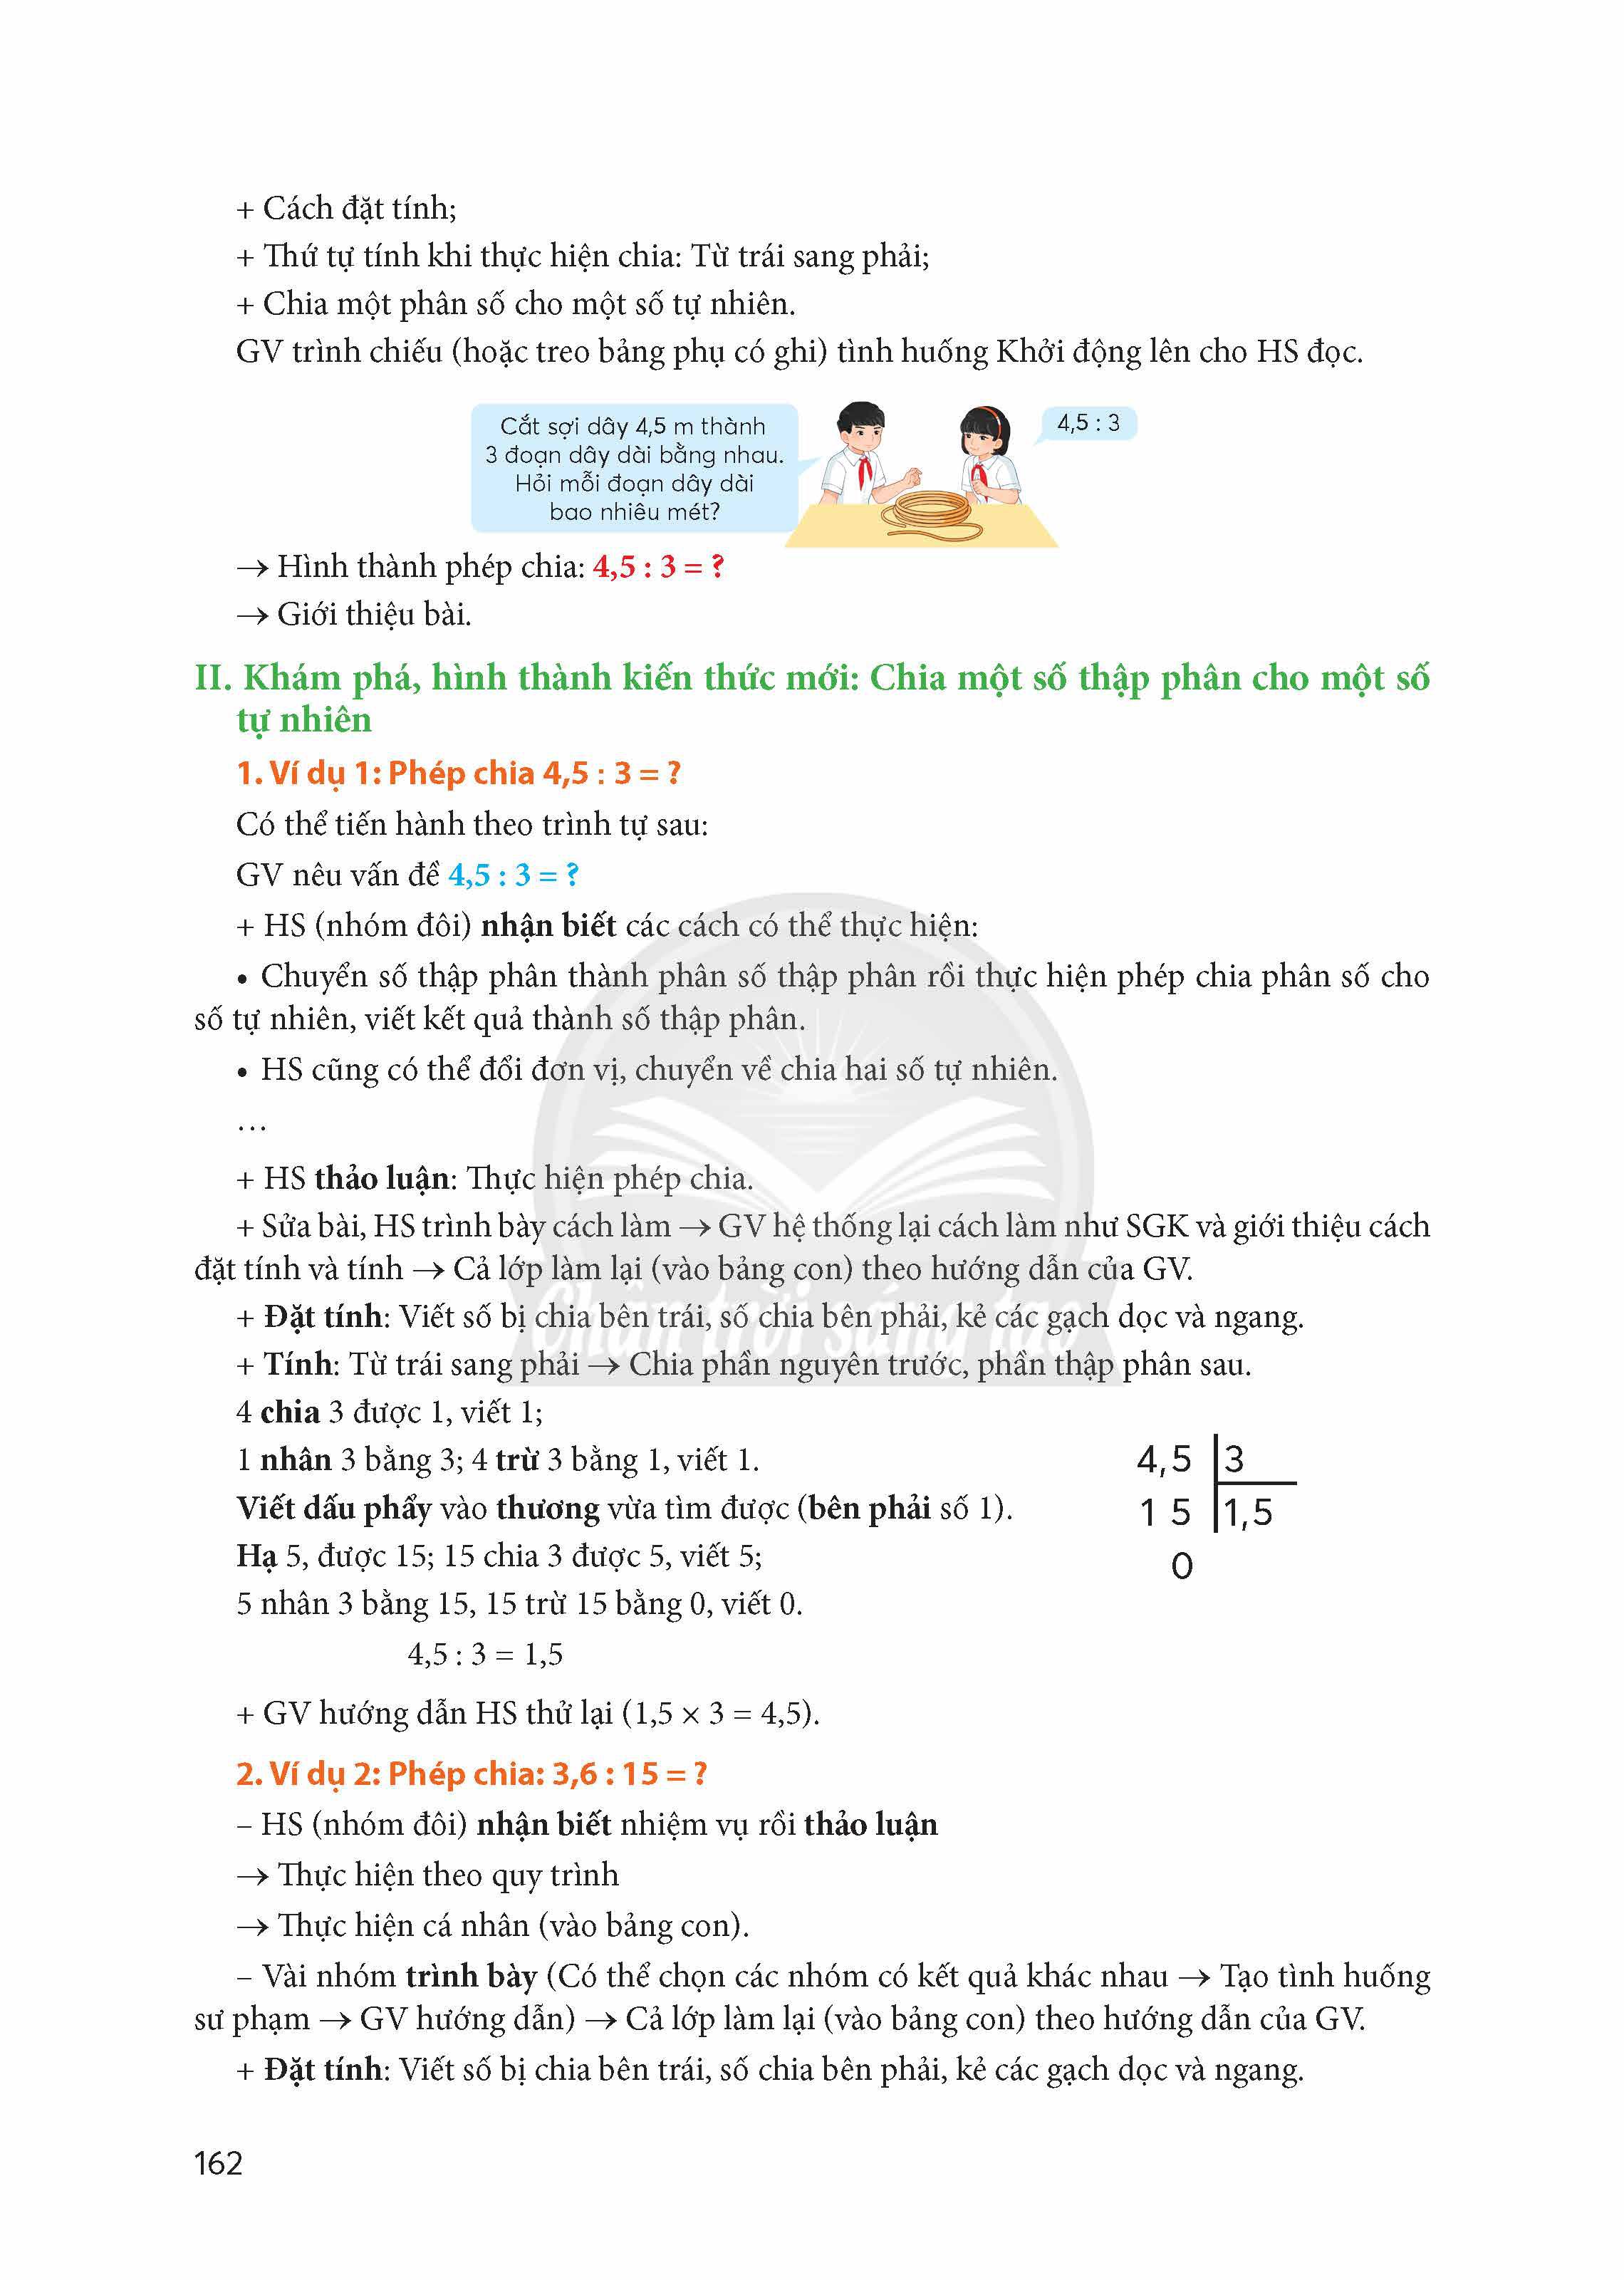 + Cách đặt tính;
+ Thứ tự tính khi thực hiện chia: Từ trái sang phải;
+ Chia một phân số cho một số tự nhiên.
GV trình chiếu (hoặc treo bảng phụ có ghi) tình huống Khởi động lên cho HS đọc.
Cắt sợi dây 4,5 m thành
3 đoạn dây dài bằng nhau.
Hỏi mỗi đoạn dây dài
bao nhiêu mét?
4,5 : 3
→ Hình thành phép chia: 4,5 : 3 = ?
→ Giới thiệu bài.
II. Khám phá, hình thành kiến thức mới: Chia một số thập phân cho một số
tự nhiên
1. Ví dụ 1: Phép chia 4,5 : 3 = ?
Có thể tiến hành theo trình tự sau:
GV nêu vấn đề 4,5 : 3 = ?
+ HS (nhóm đôi) nhận biết các cách có thể thực hiện:
• Chuyển số thập phân thành phân số thập phân rồi thực hiện phép chia phân số cho
số tự nhiên, viết kết quả thành số thập phân.
• HS cũng có thể đổi đơn vị, chuyển về chia hai số tự nhiên.
…
+ HS thảo luận: Thực hiện phép chia.
+ Sửa bài, HS trình bày cách làm → GV hệ thống lại cách làm như SGK và giới thiệu cách
đặt tính và tính → Cả lớp làm lại (vào bảng con) theo hướng dẫn của GV.
Chân trời sáng tạo
+ Đặt tính: Viết số bị chia bên trái, số chia bên phải, kẻ các gạch dọc và ngang.
+ Tính: Từ trái sang phải → Chia phần nguyên trước, phần thập phân sau.
4 chia 3 được 1, viết 1;
1 nhân 3 bằng 3; 4 trừ 3 bằng 1, viết 1.
Viết dấu phẩy vào thương vừa tìm được (bên phải số 1).
Hạ 5, được 15; 15 chia 3 được 5, viết 5;
5 nhân 3 bằng 15, 15 trừ 15 bằng 0, viết 0.
4,5 3
1 5 1,5
0
4,5 : 3 = 1,5
+ GV hướng dẫn HS thử lại (1,5 × 3 = 4,5).
2. Ví dụ 2: Phép chia: 3,6 : 15 = ?
– HS (nhóm đôi) nhận biết nhiệm vụ rồi thảo luận
→ Thực hiện theo quy trình
→ Thực hiện cá nhân (vào bảng con).
– Vài nhóm trình bày (Có thể chọn các nhóm có kết quả khác nhau → Tạo tình huống
sư phạm → GV hướng dẫn) → Cả lớp làm lại (vào bảng con) theo hướng dẫn của GV.
+ Đặt tính: Viết số bị chia bên trái, số chia bên phải, kẻ các gạch dọc và ngang.
162